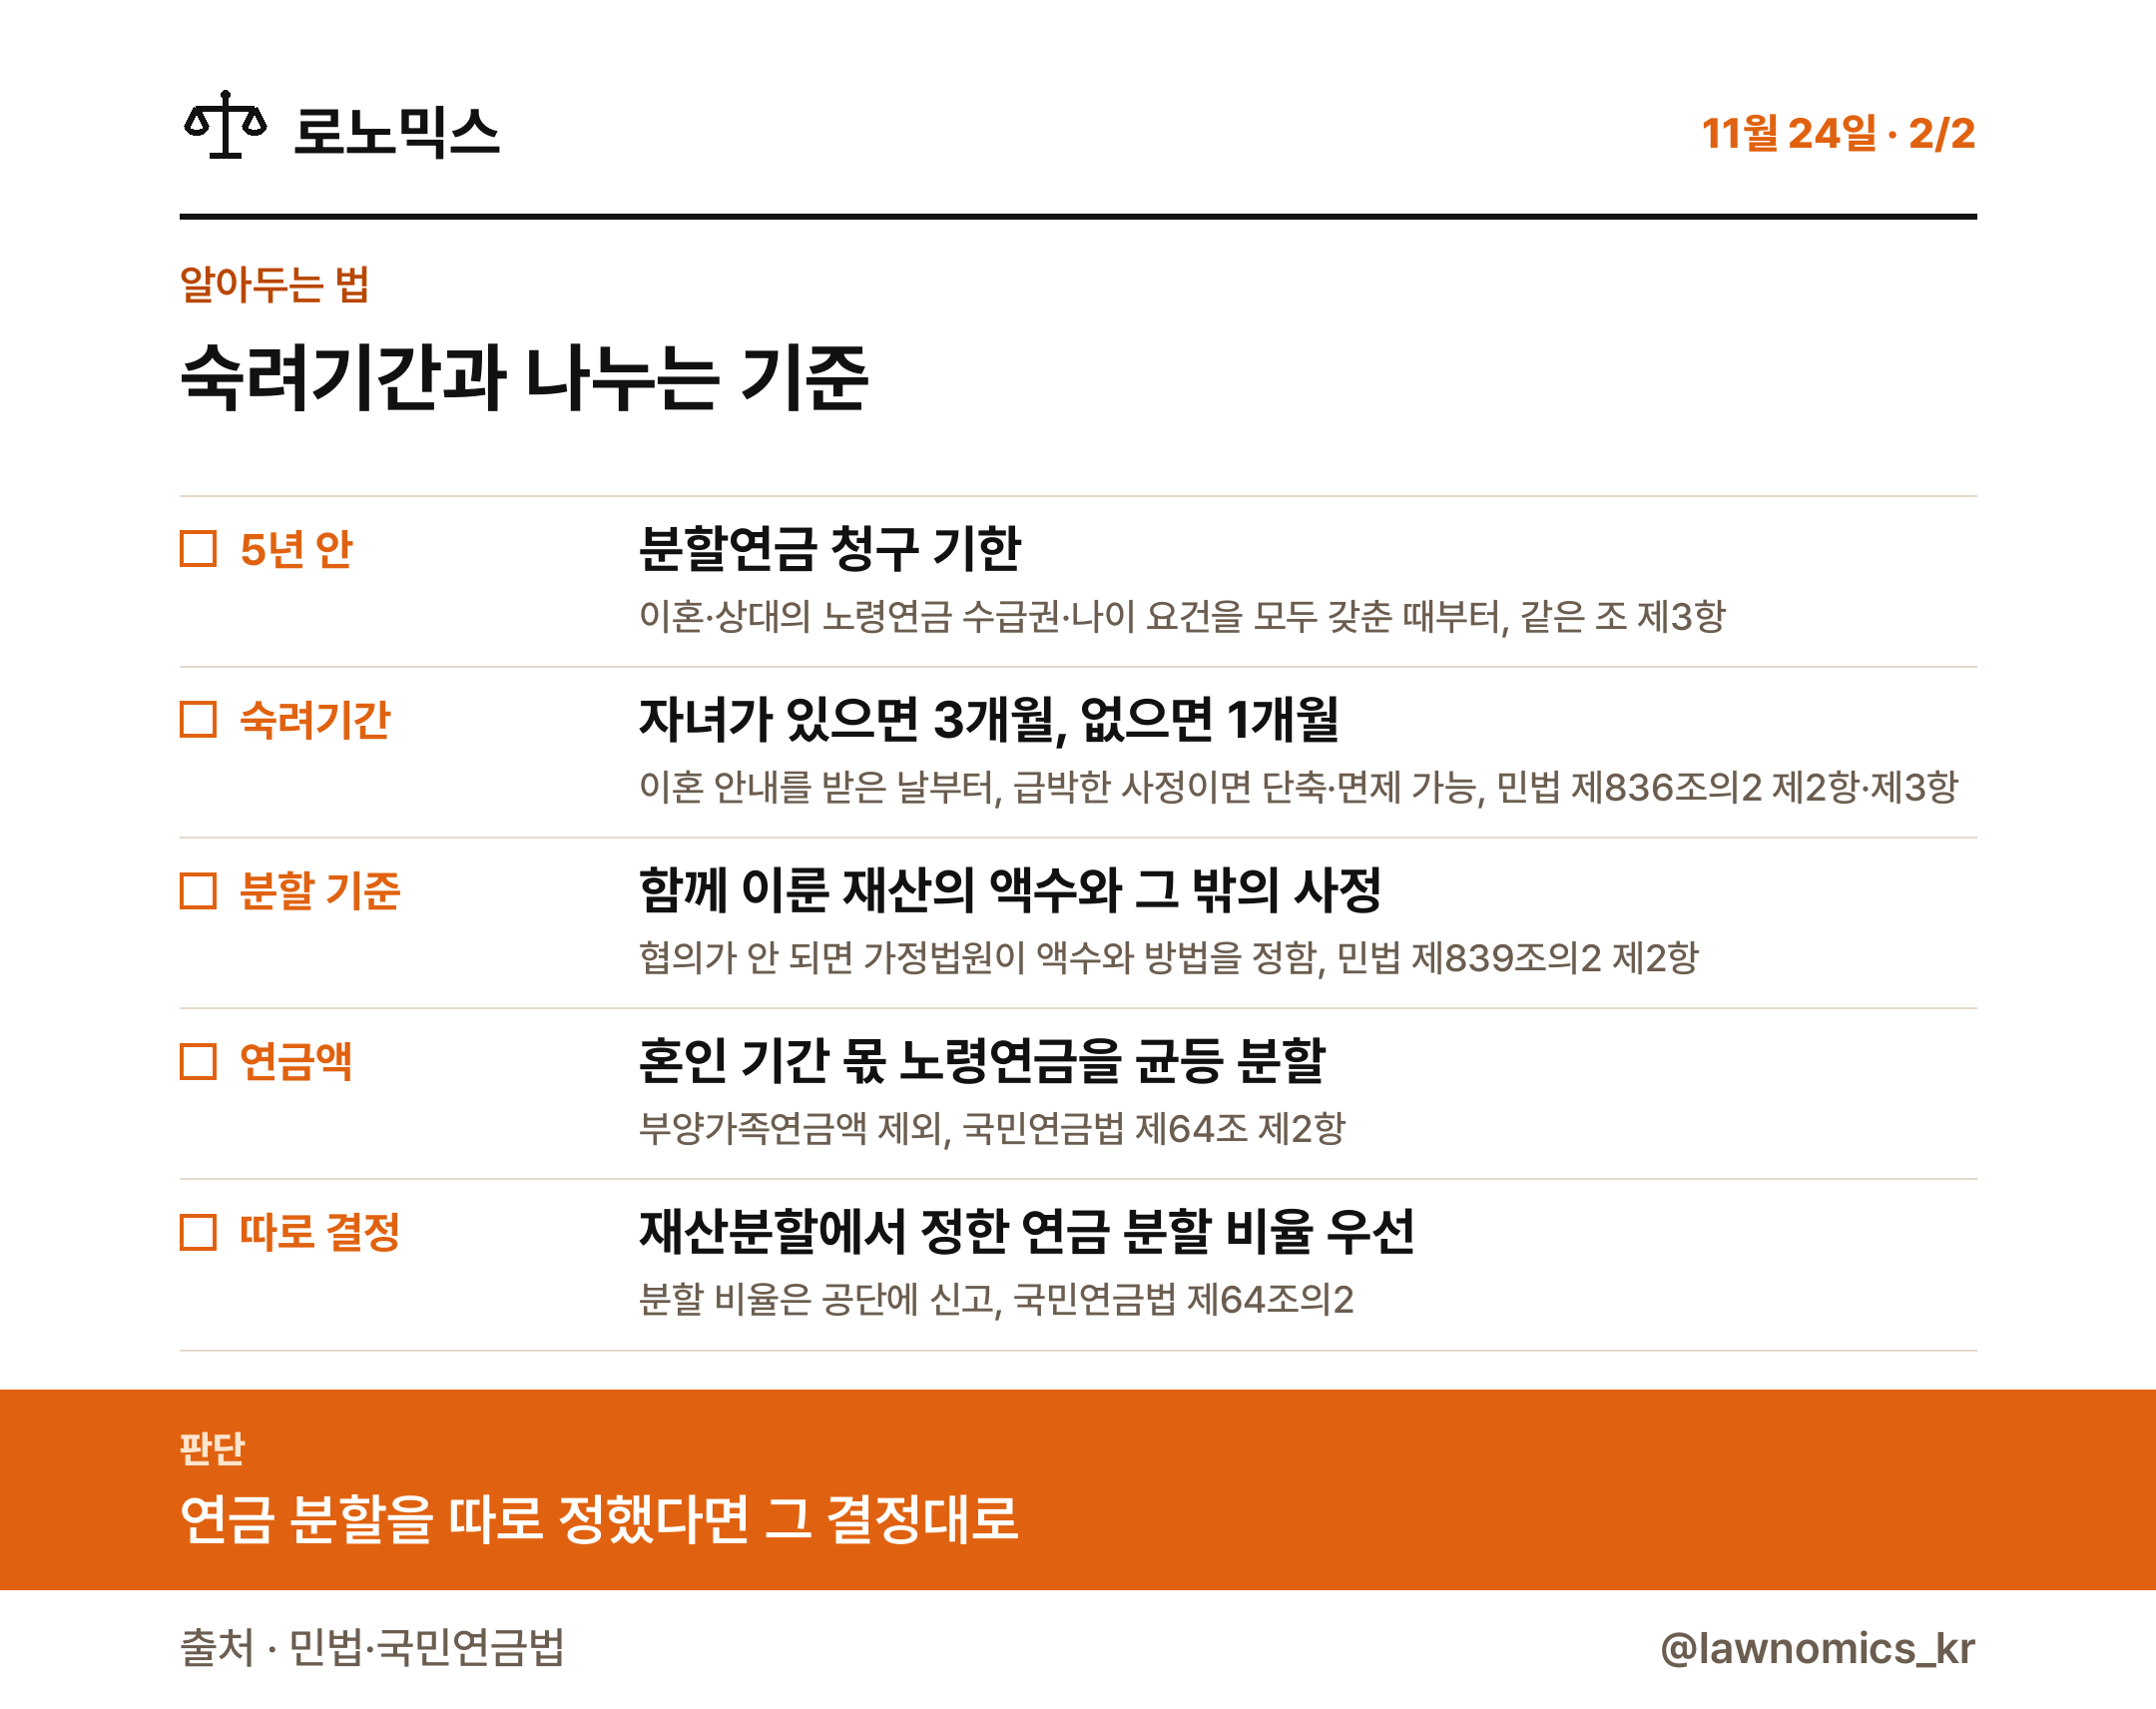 로노믹스
11월 24일 · 2/2
알아두는 법
숙려기간과 나누는 기준
5년 안
분할연금 청구 기한
이혼·상대의 노령연금 수급권·나이 요건을 모두 갖춘 때부터, 같은 조 제3항
숙려기간
자녀가 있으면 3개월, 없으면 1개월
이혼 안내를 받은 날부터, 급박한 사정이면 단축·면제 가능, 민법 제836조의2 제2항·제3항
분할 기준
함께 이룬 재산의 액수와 그 밖의 사정
협의가 안 되면 가정법원이 액수와 방법을 정함, 민법 제839조의2 제2항
연금액
혼인 기간 몫 노령연금을 균등 분할
부양가족연금액 제외, 국민연금법 제64조 제2항
따로 결정
재산분할에서 정한 연금 분할 비율 우선
분할 비율은 공단에 신고, 국민연금법 제64조의2
판단
연금 분할을 따로 정했다면 그 결정대로
출처 · 민법·국민연금법
@lawnomics_kr